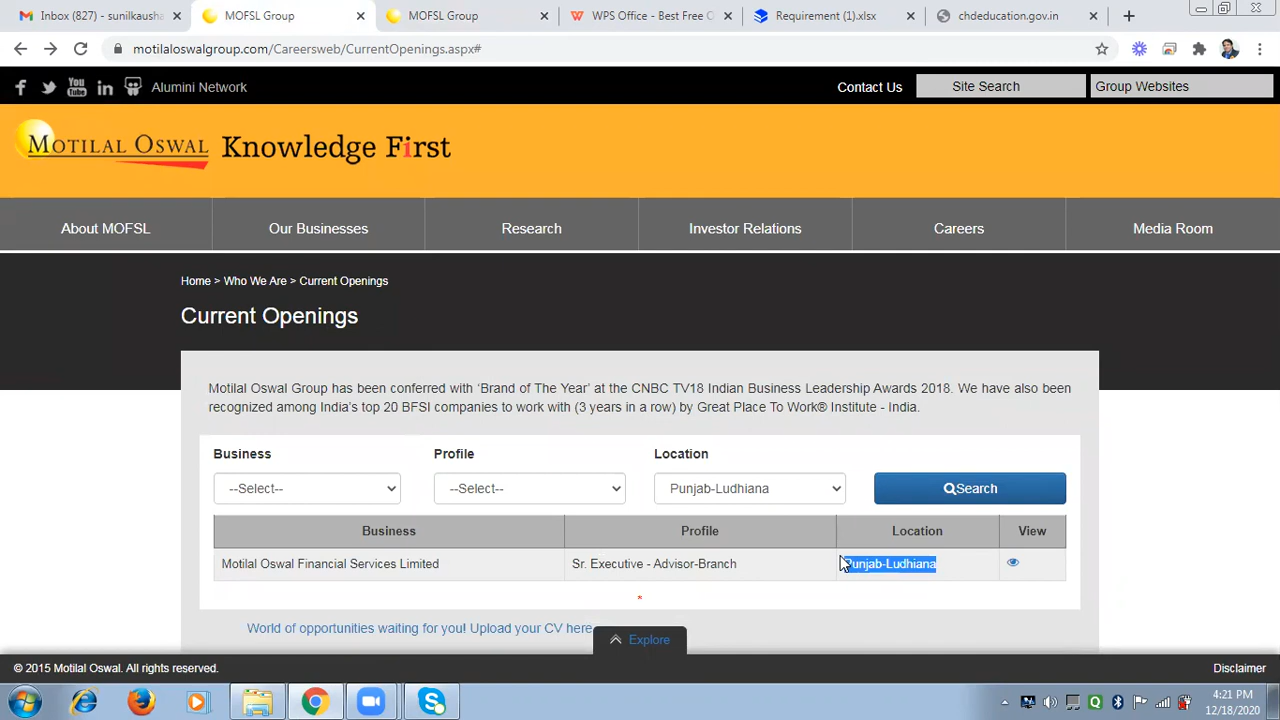 Inbox (827) - sunilkausha
MOFSL Group
MOFSL Group
WPS Office - Best Free O
Requirement (1).xlsx
chdeducation.gov.in
motilaloswalgroup.com/Careersweb/CurrentOpenings.aspx#
You Tube
Alumini Network
Contact Us
Site Search
Group Websites
MOTILAL OSWAL Knowledge First
About MOFSL
Our Businesses
Research
Investor Relations
Careers
Media Room
Home > Who We Are > Current Openings
Current Openings
Motilal Oswal Group has been conferred with 'Brand of The Year' at the CNBC TV18 Indian Business Leadership Awards 2018. We have also been
recognized among India's top 20 BFSI companies to work with (3 years in a row) by Great Place To Work® Institute - India.
Business Profile Location
--Select-- --Select-- Punjab-Ludhiana Search
Business Profile Location View
Motilal Oswal Financial Services Limited Sr. Executive - Advisor-Branch Punjab-Ludhiana
*
World of opportunities waiting for you! Upload your CV here
Explore
© 2015 Motilal Oswal. All rights reserved.
Disclaimer
4:21 PM
12/18/2020